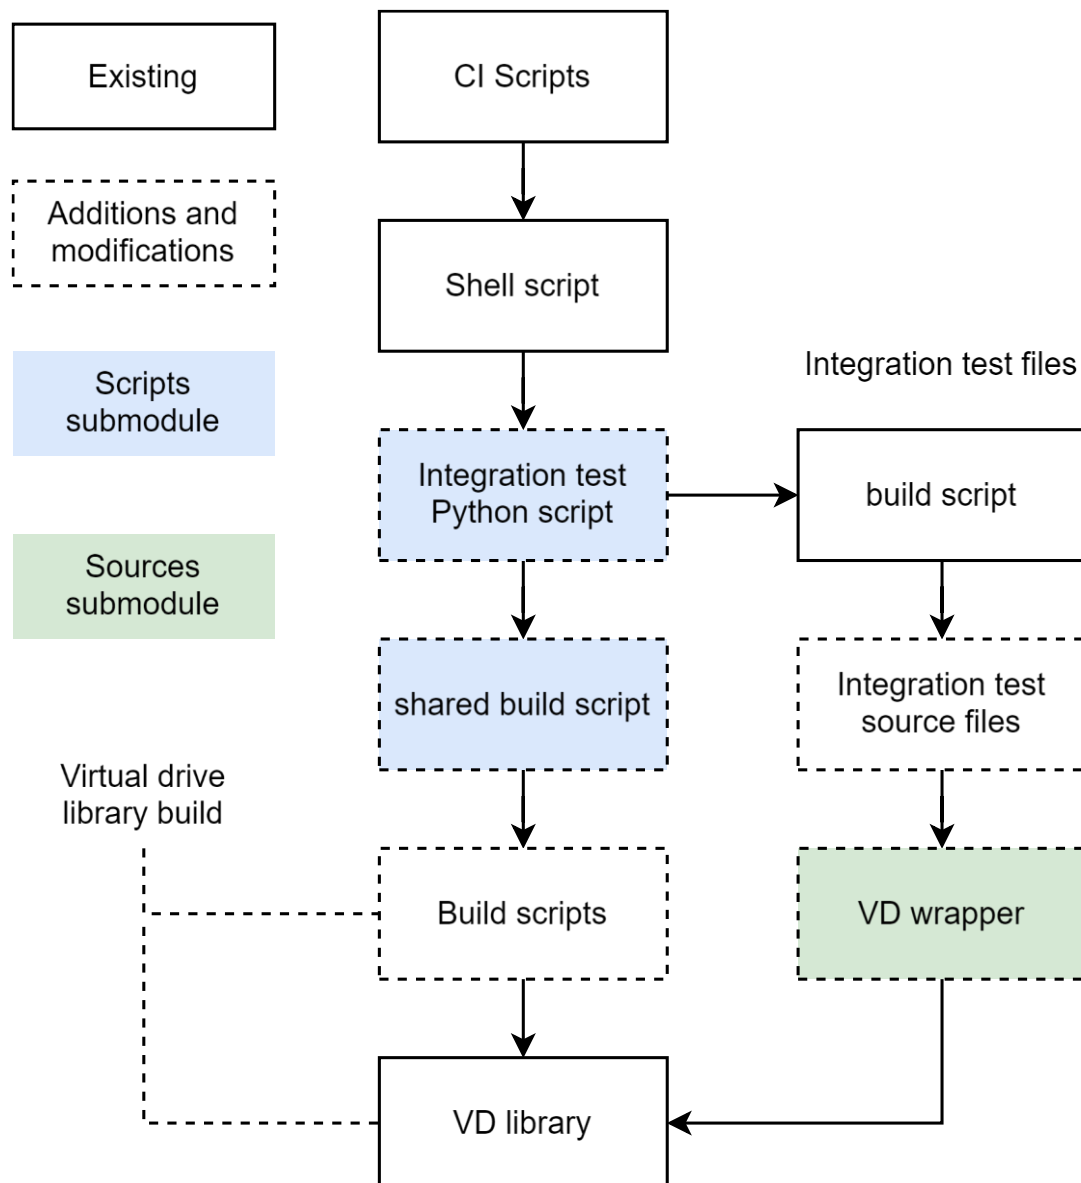 Existing
CI Scripts
Additions and
modifications
Shell script
Scripts
submodule
Integration test files
Integration test
Python script
build script
Sources
submodule
shared build script
Integration test
source files
Virtual drive
library build
Build scripts
VD wrapper
VD library